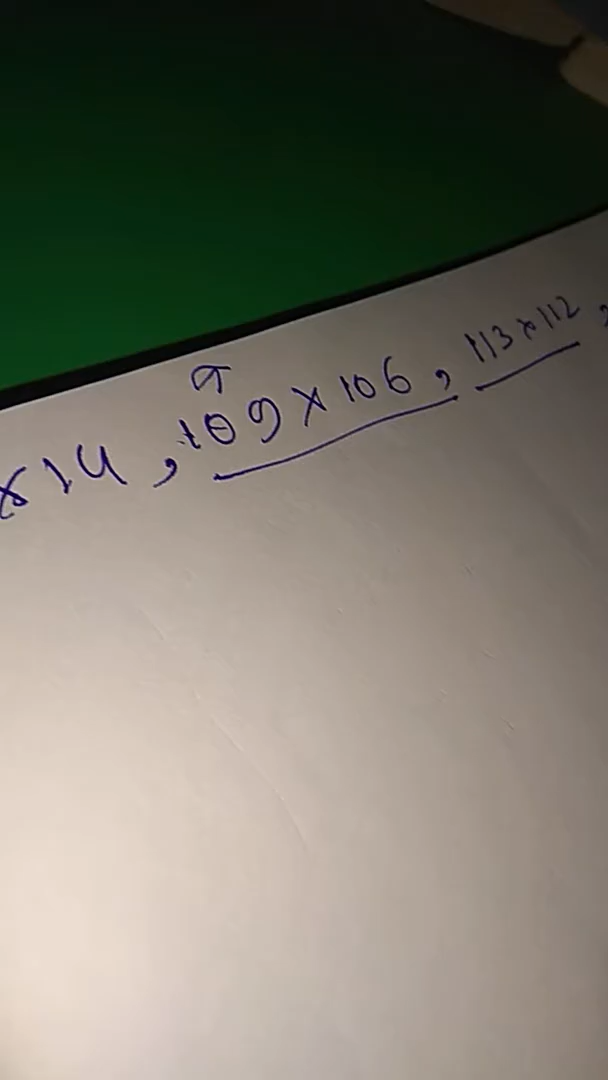 x14, 109 x 106, 113 x 112,